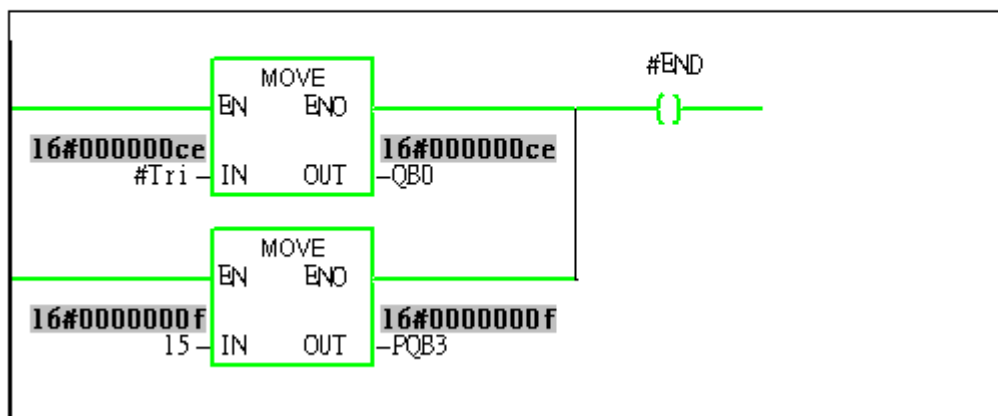 #END
MOVE
EN ENO
16#000000ce 16#000000ce
#Tri IN OUT QB0
MOVE
EN ENO
16#0000000f 16#0000000f
15 IN OUT PQB3